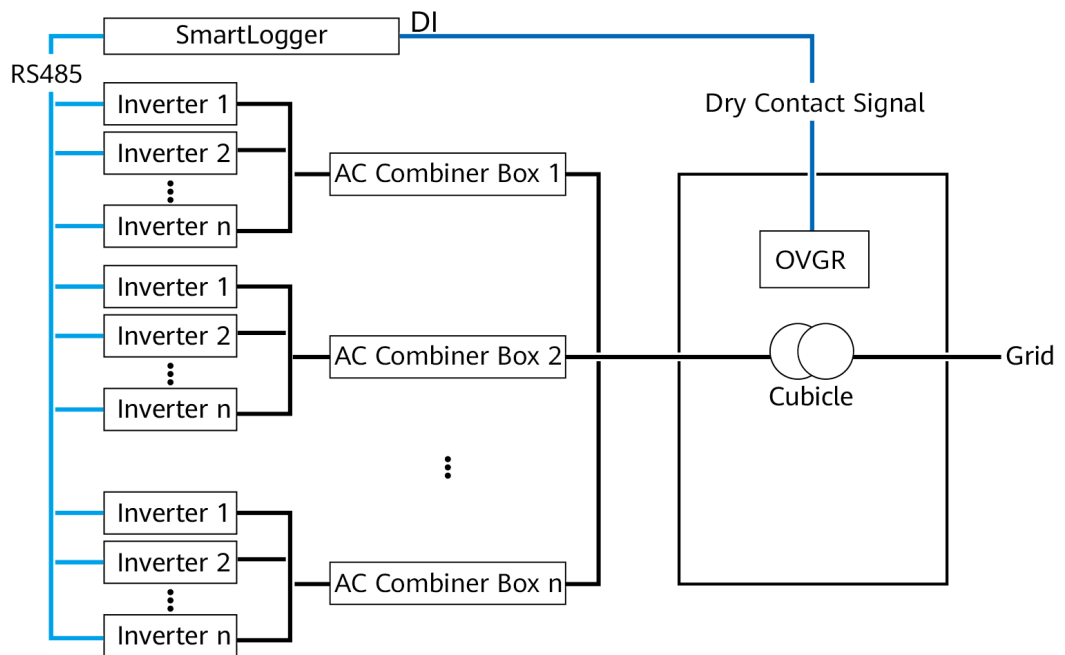 SmartLogger
DI
RS485
Dry Contact Signal
Inverter 1
Inverter 2
Inverter n
AC Combiner Box 1
OVGR
Inverter 1
Inverter 2
Inverter n
AC Combiner Box 2
Grid
Cubicle
Inverter 1
Inverter 2
Inverter n
AC Combiner Box n